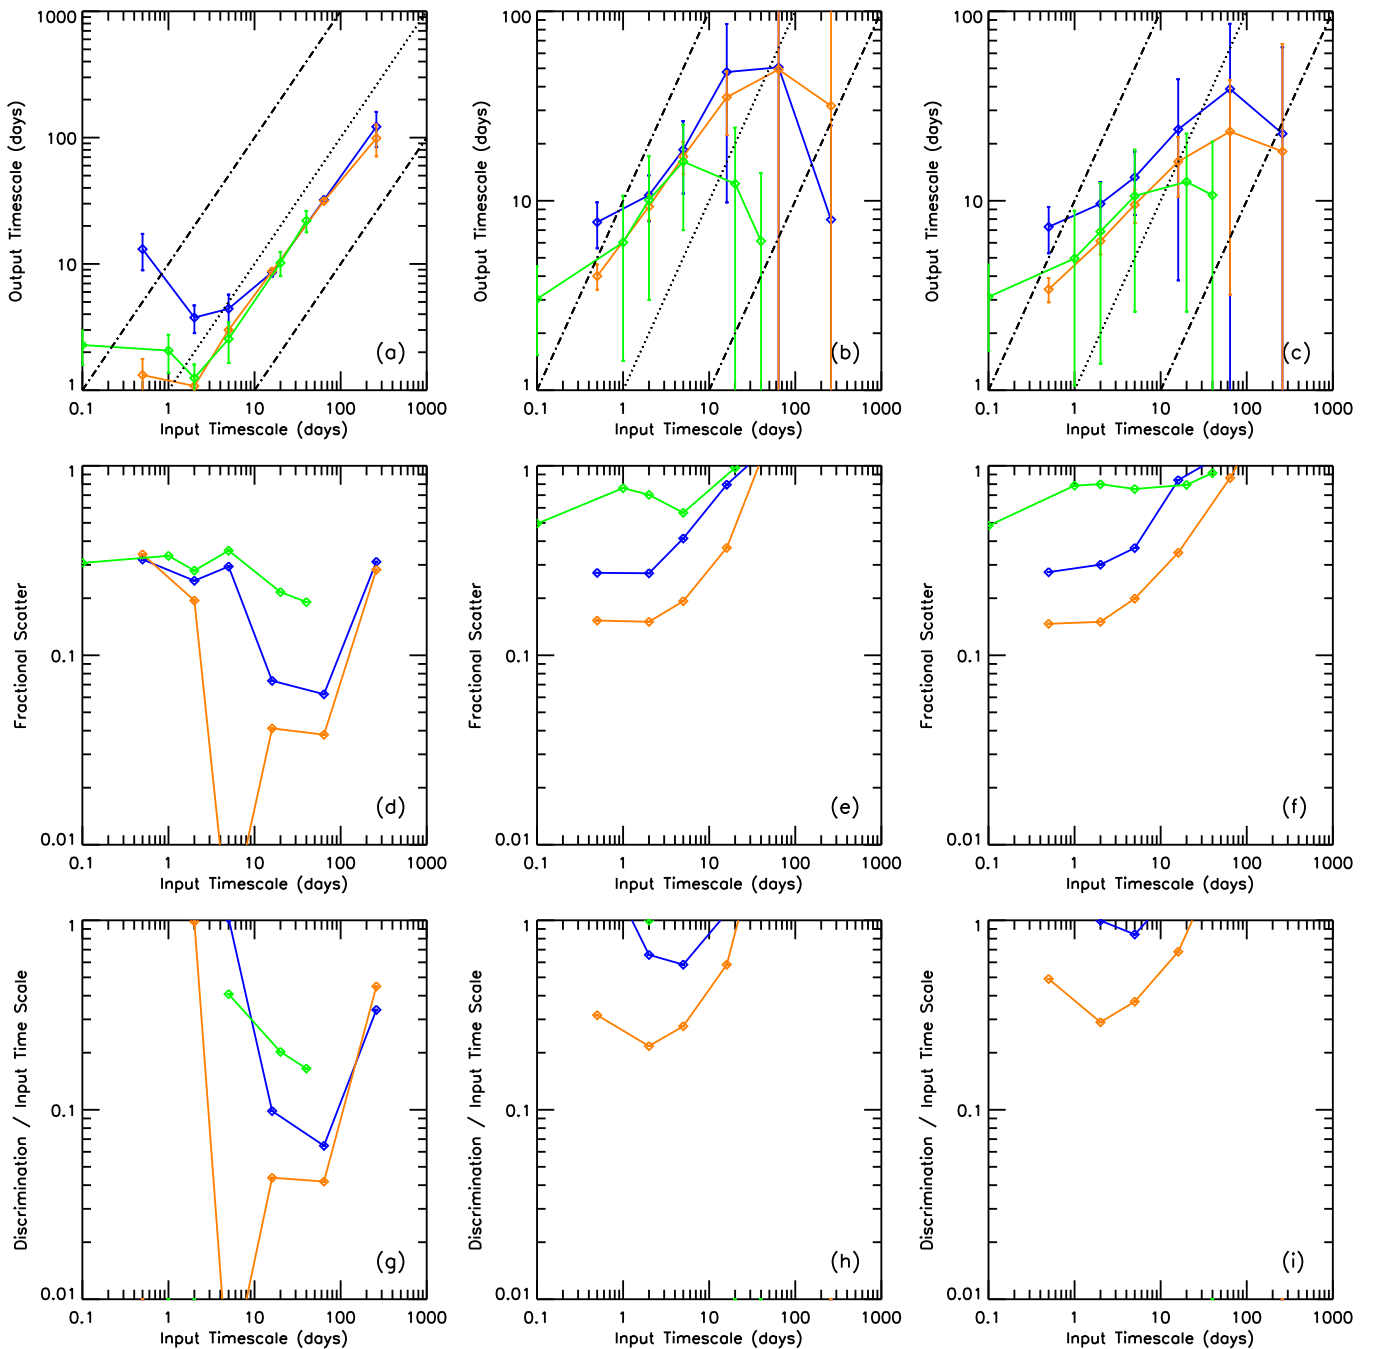 1000
100
10
1
Output Timescale (days)
(a)
0.1 1 10 100 1000
Input Timescale (days)
100
10
1
Output Timescale (days)
(b)
0.1 1 10 100 1000
Input Timescale (days)
100
10
1
Output Timescale (days)
(c)
0.1 1 10 100 1000
Input Timescale (days)
1
0.1
0.01
Fractional Scatter
(d)
0.1 1 10 100 1000
Input Timescale (days)
1
0.1
0.01
Fractional Scatter
(e)
0.1 1 10 100 1000
Input Timescale (days)
1
0.1
0.01
Fractional Scatter
(f)
0.1 1 10 100 1000
Input Timescale (days)
1
0.1
0.01
Discrimination / Input Time Scale
(g)
0.1 1 10 100 1000
Input Timescale (days)
1
0.1
0.01
Discrimination / Input Time Scale
(h)
0.1 1 10 100 1000
Input Timescale (days)
1
0.1
0.01
Discrimination / Input Time Scale
(i)
0.1 1 10 100 1000
Input Timescale (days)